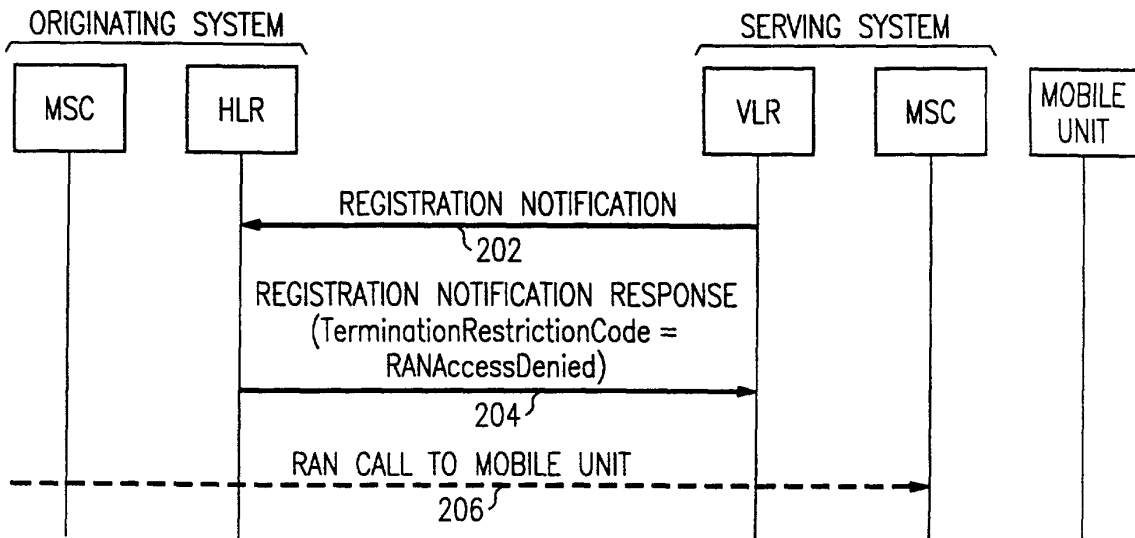 ORIGINATING SYSTEM
SERVING SYSTEM
MSC
HLR
VLR
MSC
MOBILE
UNIT
REGISTRATION NOTIFICATION
202
REGISTRATION NOTIFICATION RESPONSE
(TerminationRestrictionCode =
RANAccessDenied)
204
RAN CALL TO MOBILE UNIT
206